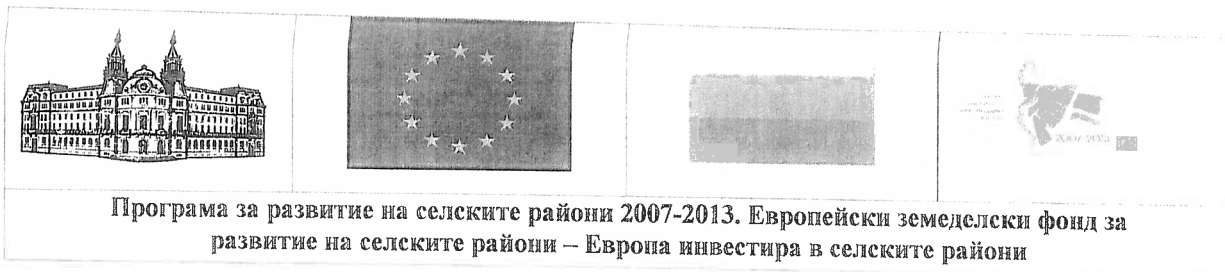 Програма за развитие на селските райони 2007-2013. Европейски земеделски фонд за
развитие на селските райони – Европа инвестира в селските райони